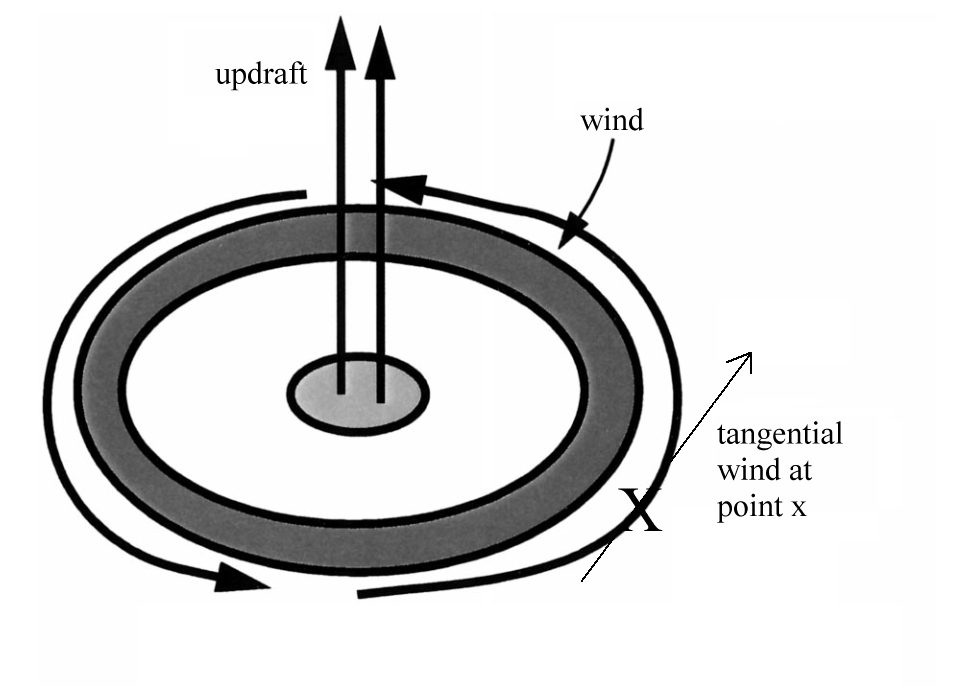 updraft
wind
tangential
wind at
point x
X